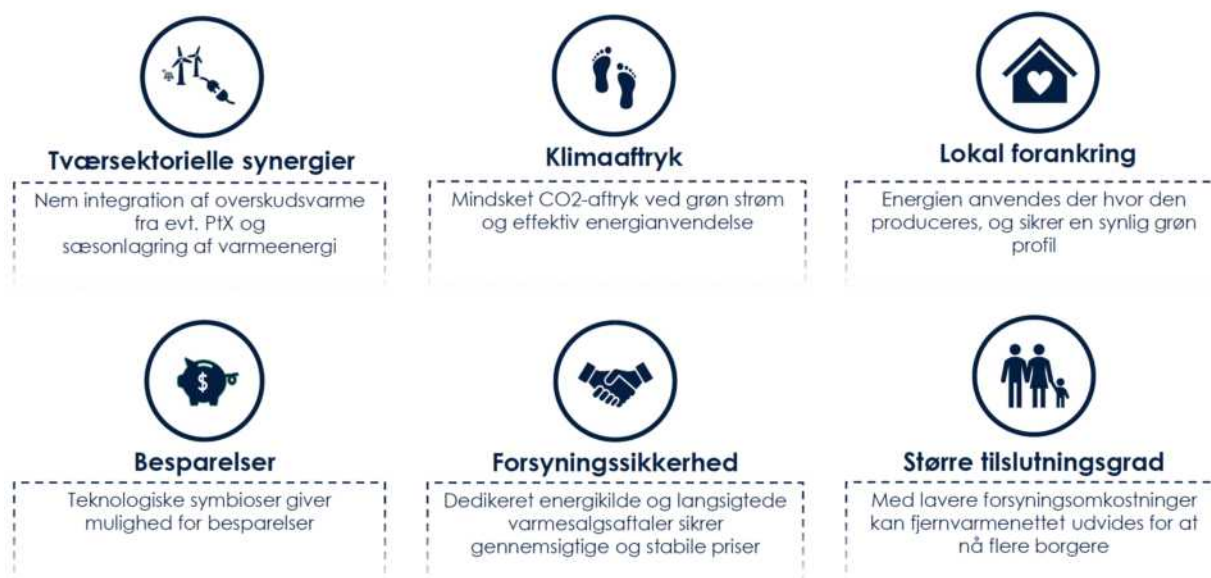 Tværsektorielle synergier
Nem integration af overskudsvarme
fra evt. PtX og
sæsonlagring af varmeenergi
Klimaaftryk
Mindsket CO2-aftryk ved grøn strøm
og effektiv energianvendelse
Lokal forankring
Energien anvendes der hvor den
produceres, og sikrer en synlig grøn
profil
$
Besparelser
Teknologiske symbioser giver
mulighed for besparelser
Forsyningssikkerhed
Dedikeret energikilde og langsigtede
varmesalgsaftaler sikrer
gennemsigtige og stabile priser
Større tilslutningsgrad
Med lavere forsyningsomkostninger
kan fjernvarmenettet udvides for at
nå flere borgere